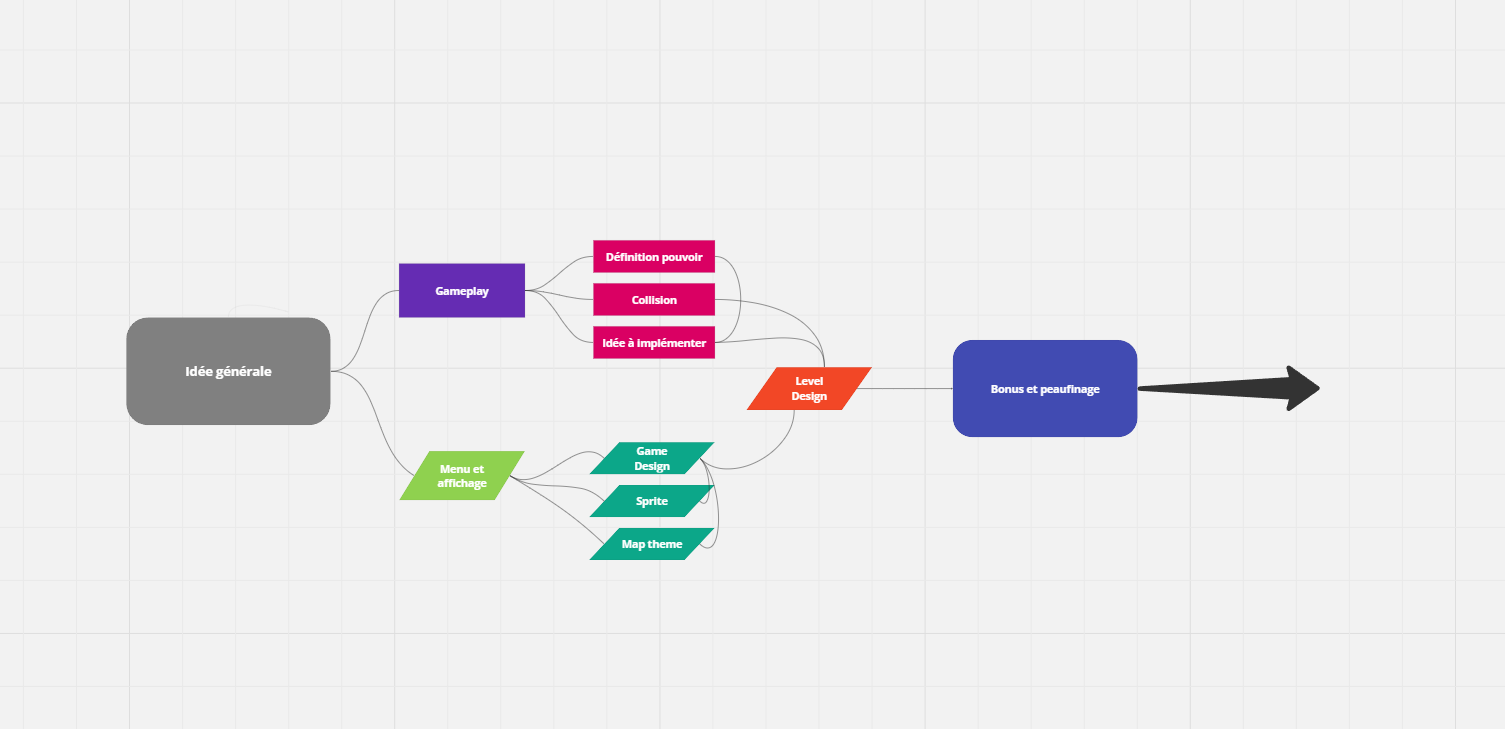 Idée générale
Gameplay
Définition pouvoir
Collision
Idée à implémenter
Level
Design
Bonus et peaufinage
Menu et
affichage
Game
Design
Sprite
Map theme